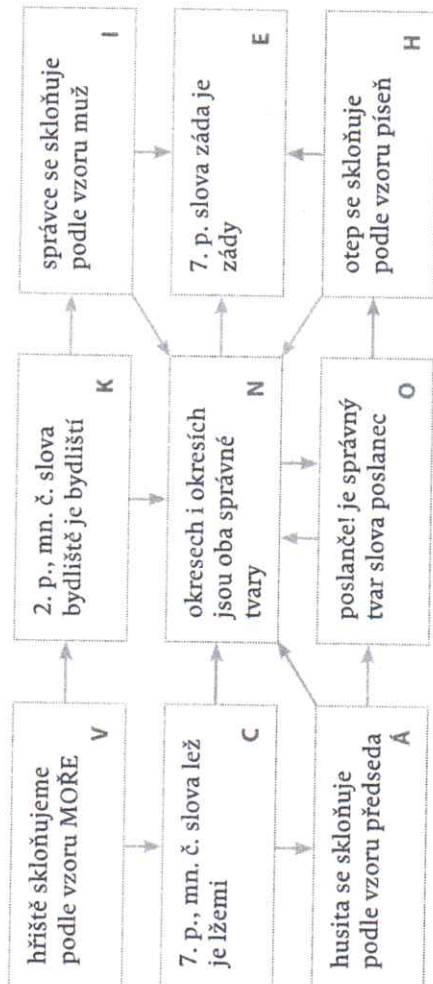 hřiště skloňujeme
podle vzoru MOŘE
V
2. p., mn. č. slova
bydliště je bydliští
K
správce se skloňuje
podle vzoru muž
I
7. p., mn. č. slova lež
je lžemi
C
okresech i okresích
jsou oba správné
tvary
N
7. p. slova záda je
zády
E
husita se skloňuje
podle vzoru předseda
Á
poslanče! je správný
tvar slova poslanec
O
otep se skloňuje
podle vzoru píseň
H